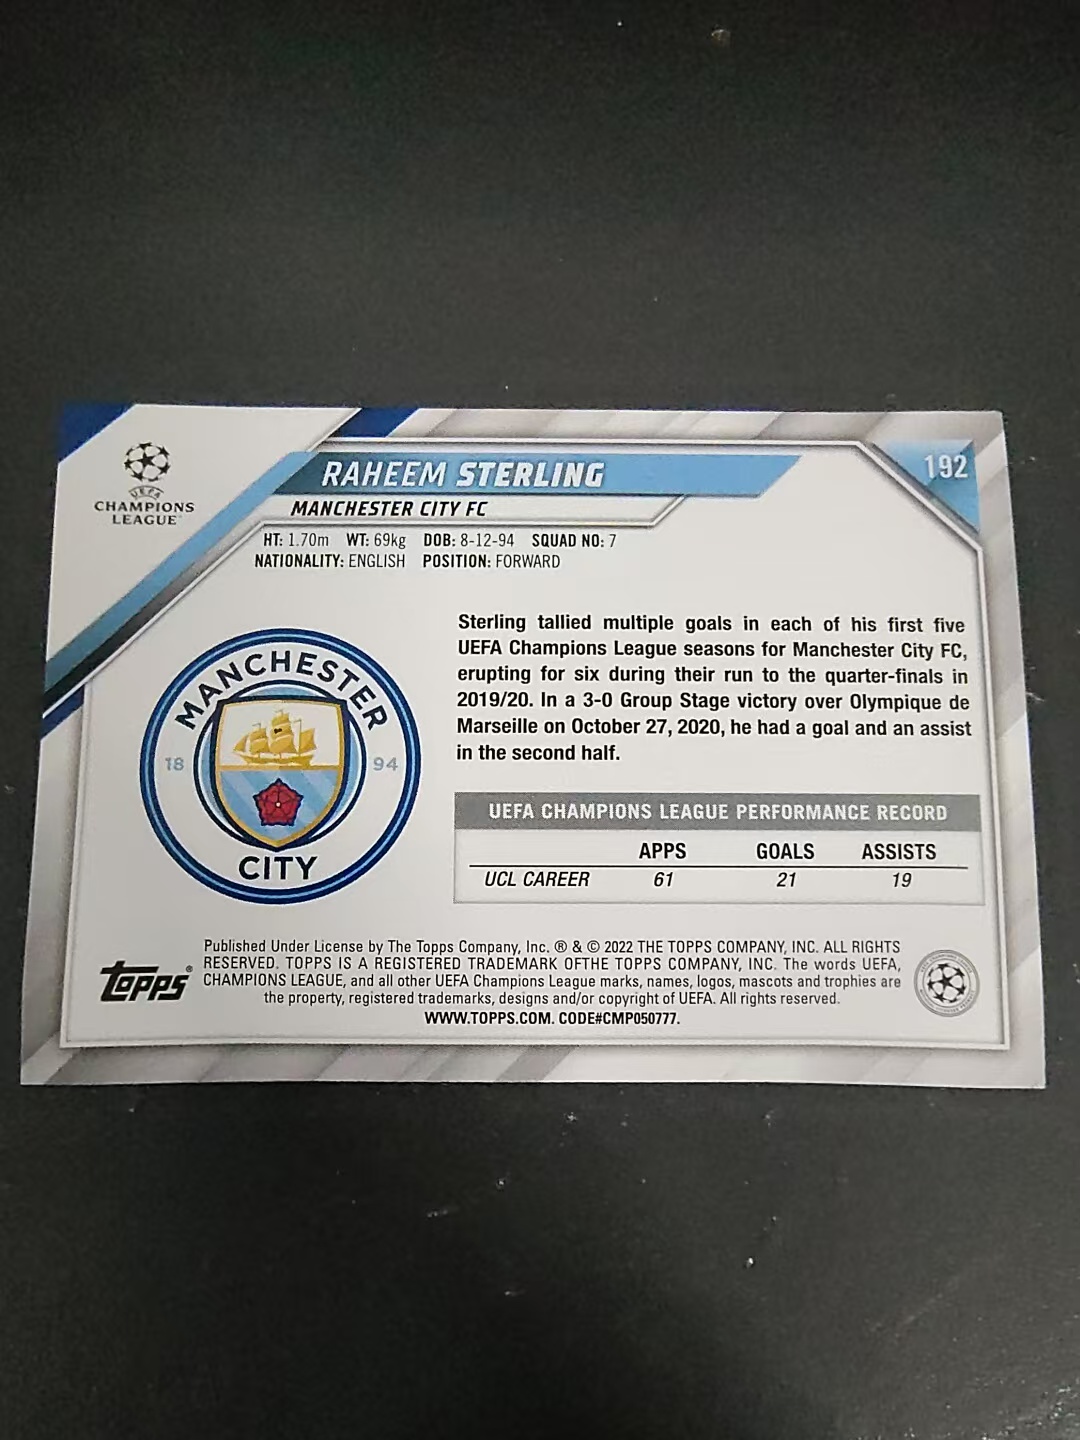 UEFA
CHAMPIONS
LEAGUE
RAHEEM STERLING
192
MANCHESTER CITY FC
HT: 1.70m WT: 69kg DOB: 8-12-94 SQUAD NO: 7
NATIONALITY: ENGLISH POSITION: FORWARD
Sterling tallied multiple goals in each of his first five
UEFA Champions League seasons for Manchester City FC,
erupting for six during their run to the quarter-finals in
2019/20. In a 3-0 Group Stage victory over Olympique de
Marseille on October 27, 2020, he had a goal and an assist
in the second half.
MANCHESTER
18 94
CITY
UEFA CHAMPIONS LEAGUE PERFORMANCE RECORD
APPS GOALS ASSISTS
UCL CAREER 61 21 19
topps®
Published Under License by The Topps Company, Inc. ® & © 2022 THE TOPPS COMPANY, INC. ALL RIGHTS
RESERVED. TOPPS IS A REGISTERED TRADEMARK OFTHE TOPPS COMPANY, INC. The words UEFA,
CHAMPIONS LEAGUE, and all other UEFA Champions League marks, names, logos, mascots and trophies are
the property, registered trademarks, designs and/or copyright of UEFA. All rights reserved.
WWW.TOPPS.COM. CODE#CMP050777.